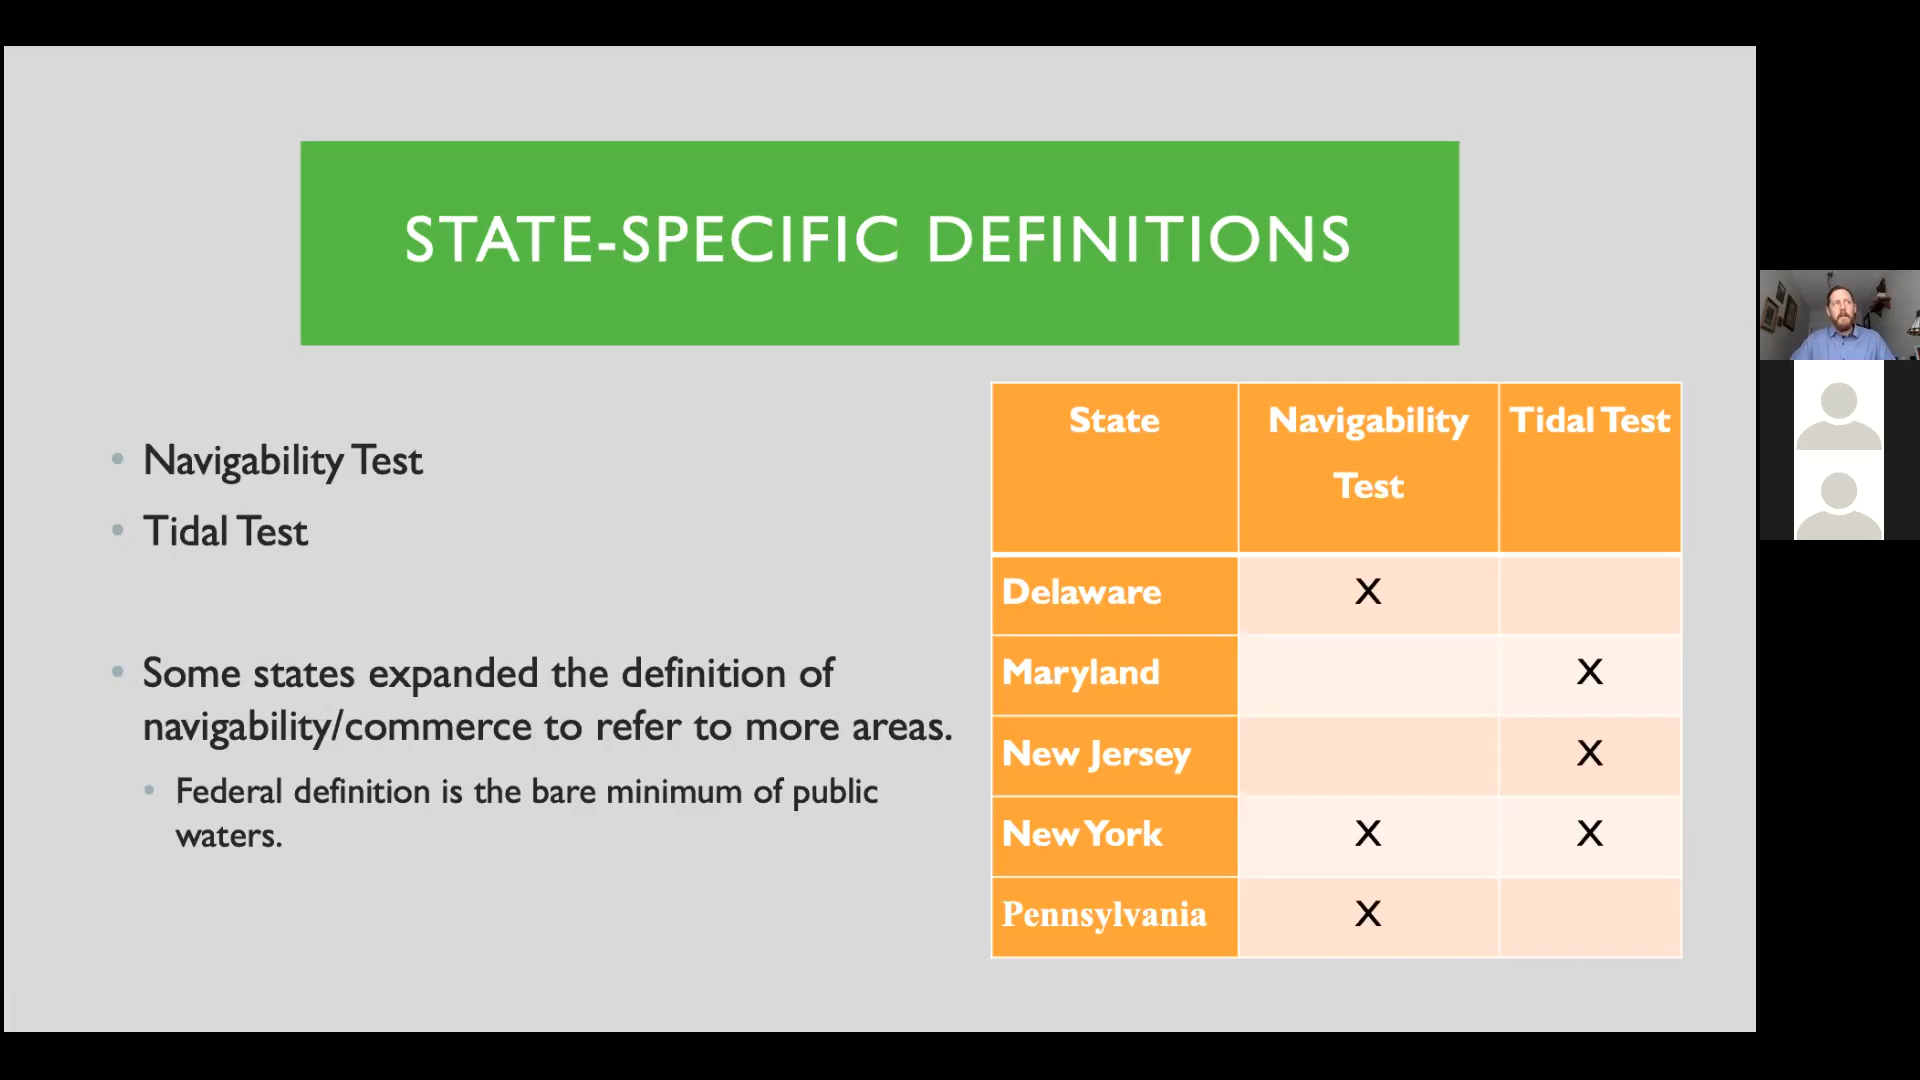 STATE-SPECIFIC DEFINITIONS
Navigability Test
Tidal Test
Some states expanded the definition of
navigability/commerce to refer to more areas.
Federal definition is the bare minimum of public
waters.
State Navigability Tidal Test
Test
Delaware X
Maryland X
New Jersey X
New York X X
Pennsylvania X